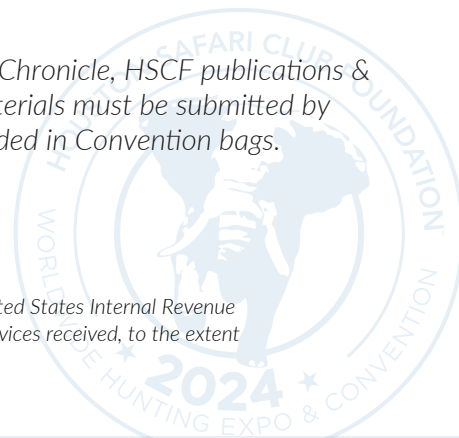 Chronicle, HSCF publications &
terials must be submitted by
ded in Convention bags.
ted States Internal Revenue
vices received, to the extent
HOUSTON SAFARI CLUB FOUNDATION
WORLDWIDE HUNTING EXPO & CONVENTION
★ 2024 ★